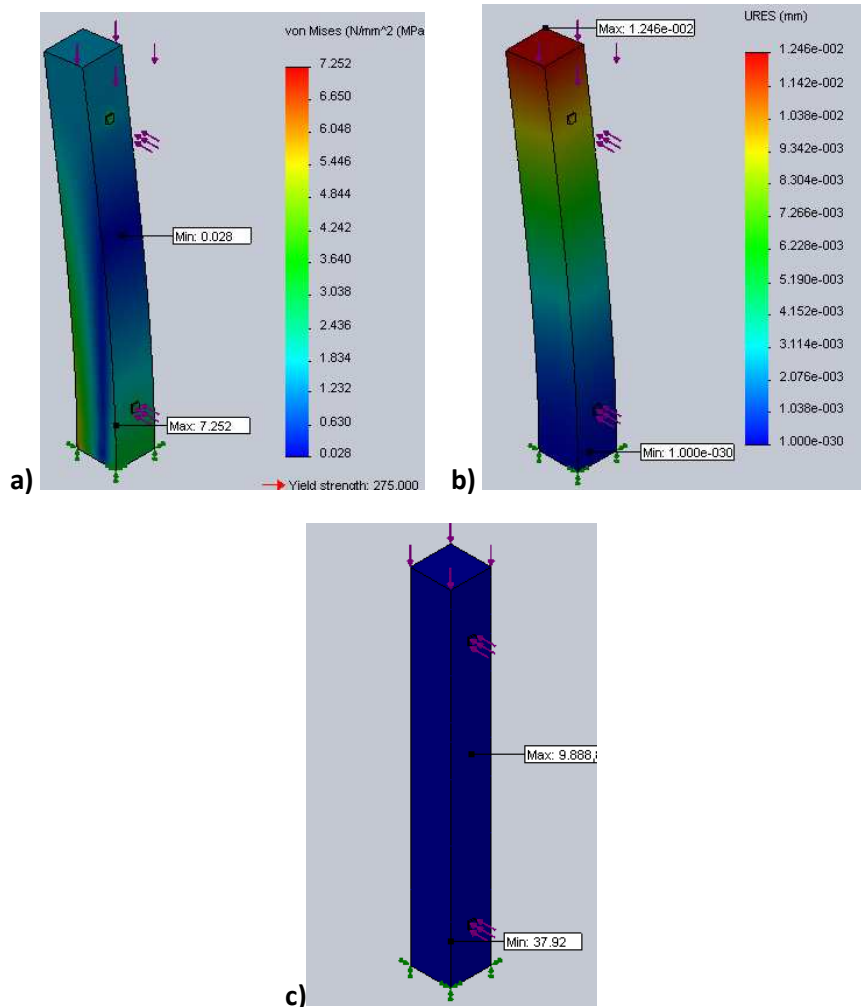 von Mises (N/mm^2 (MPa
7.252
6.650
6.048
5.446
4.844
4.242
3.640
3.038
2.436
1.834
1.232
0.630
0.028
Min: 0.028
Max: 7.252
Yield strength: 275.000
a)
URES (mm)
Max: 1.246e-002
1.246e-002
1.142e-002
1.038e-002
9.342e-003
8.304e-003
7.266e-003
6.228e-003
5.190e-003
4.152e-003
3.114e-003
2.076e-003
1.038e-003
1.000e-030
Min: 1.000e-030
b)
Max: 9.888,
Min: 37.92
c)